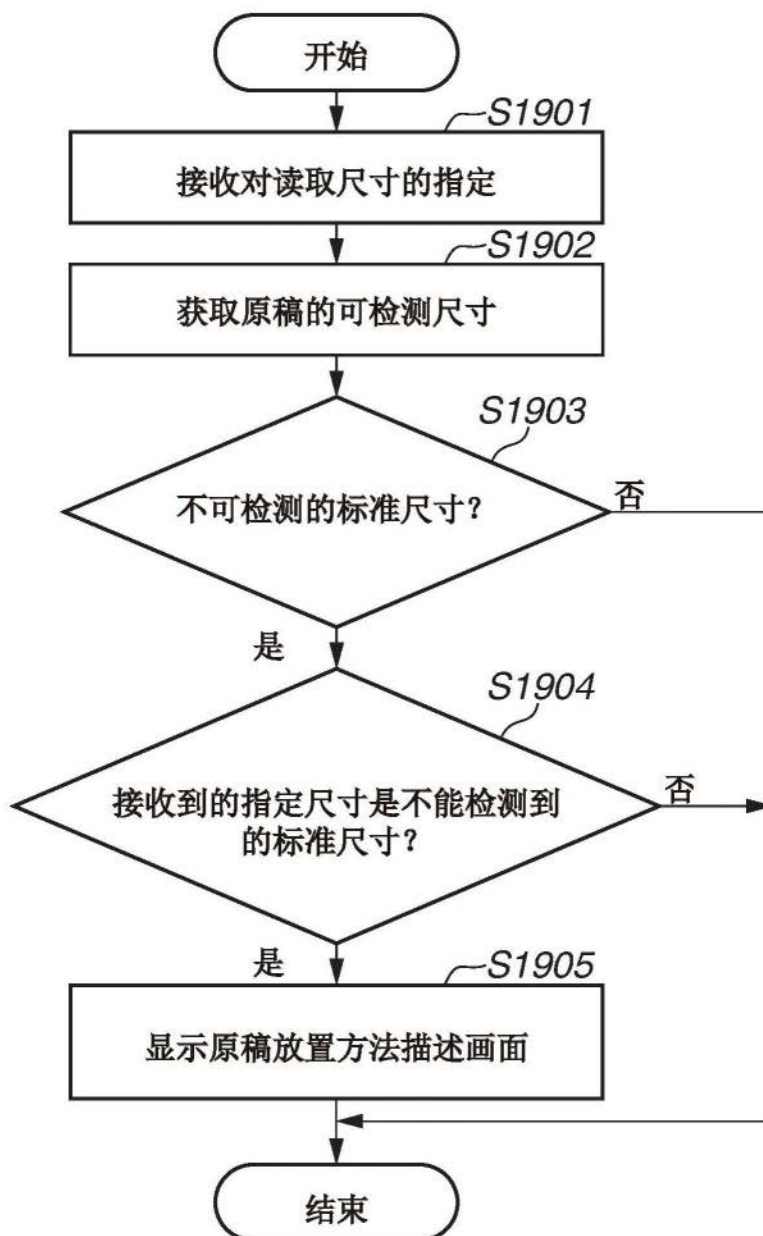 开始
S1901
接收对读取尺寸的指定
S1902
获取原稿的可检测尺寸
S1903
不可检测的标准尺寸？
否
是
S1904
接收到的指定尺寸是不能检测到
的标准尺寸？
否
是
S1905
显示原稿放置方法描述画面
结束